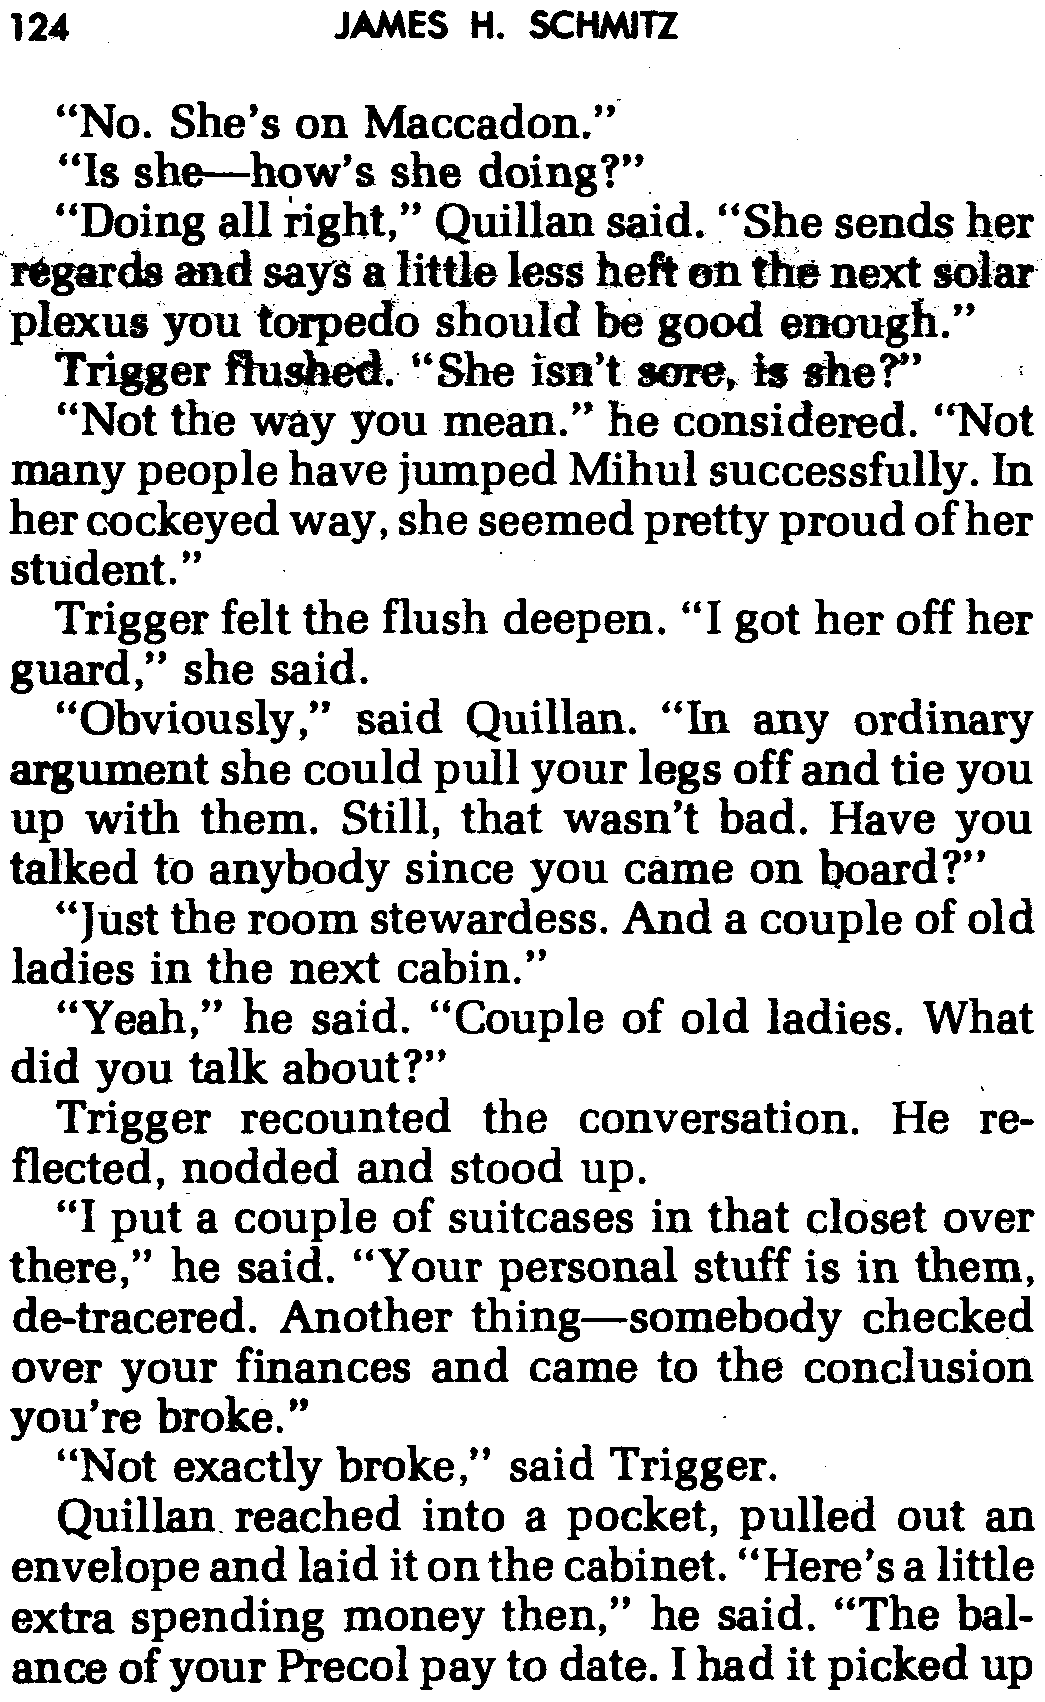 124 JAMES H. SCHMITZ
“No. She’s on Maccadon.”
“Is she—how’s she doing?”
“Doing all right,” Quillan said. “She sends her
regards and says a little less heft on the next solar
plexus you torpedo should be good enough.”
Trigger flushed. “She isn’t sore, is she?”
“Not the way you mean.” he considered. “Not
many people have jumped Mihul successfully. In
her cockeyed way, she seemed pretty proud of her
student.”
Trigger felt the flush deepen. “I got her off her
guard,” she said.
“Obviously,” said Quillan. “In any ordinary
argument she could pull your legs off and tie you
up with them. Still, that wasn’t bad. Have you
talked to anybody since you came on board?”
“Just the room stewardess. And a couple of old
ladies in the next cabin.”
“Yeah,” he said. “Couple of old ladies. What
did you talk about?”
Trigger recounted the conversation. He re-
flected, nodded and stood up.
“I put a couple of suitcases in that closet over
there,” he said. “Your personal stuff is in them,
de-tracered. Another thing—somebody checked
over your finances and came to the conclusion
you’re broke.”
“Not exactly broke,” said Trigger.
Quillan reached into a pocket, pulled out an
envelope and laid it on the cabinet. “Here’s a little
extra spending money then,” he said. “The bal-
ance of your Precol pay to date. I had it picked up